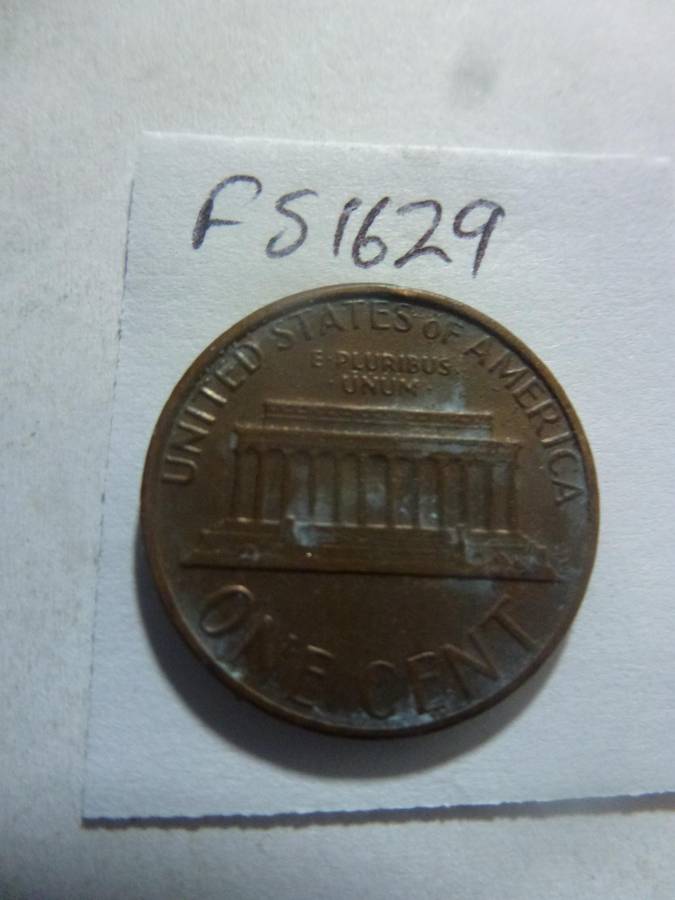 FS1629
UNITED STATES OF AMERICA
E·PLURIBUS
·UNUM·
ONE CENT